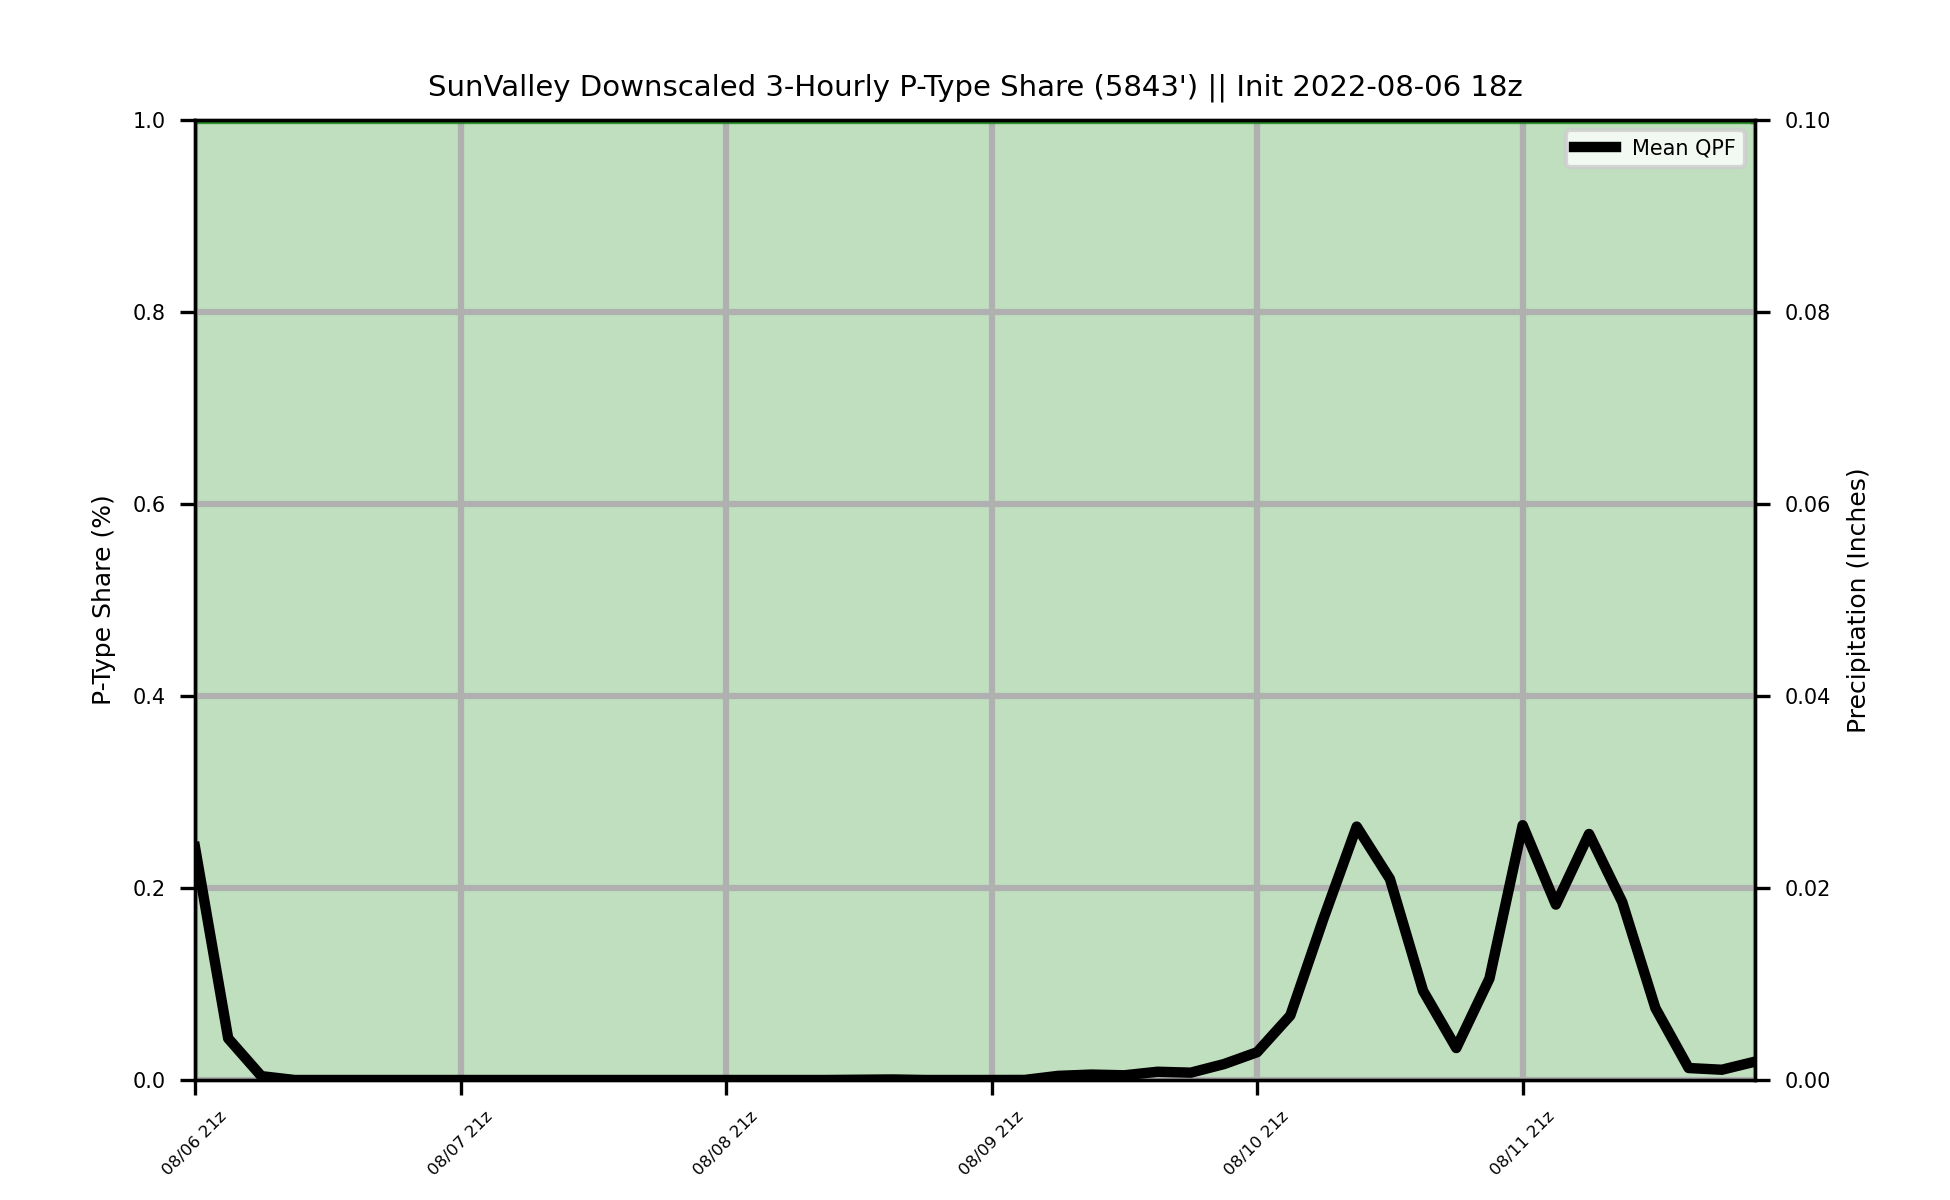 SunValley Downscaled 3-Hourly P-Type Share (5843') || Init 2022-08-06 18z
Mean QPF
P-Type Share (%)
1.0
0.8
0.6
0.4
0.2
0.0
0.10
0.08
0.06
0.04
0.02
0.00
Precipitation (Inches)
08/06 21z
08/07 21z
08/08 21z
08/09 21z
08/10 21z
08/11 21z